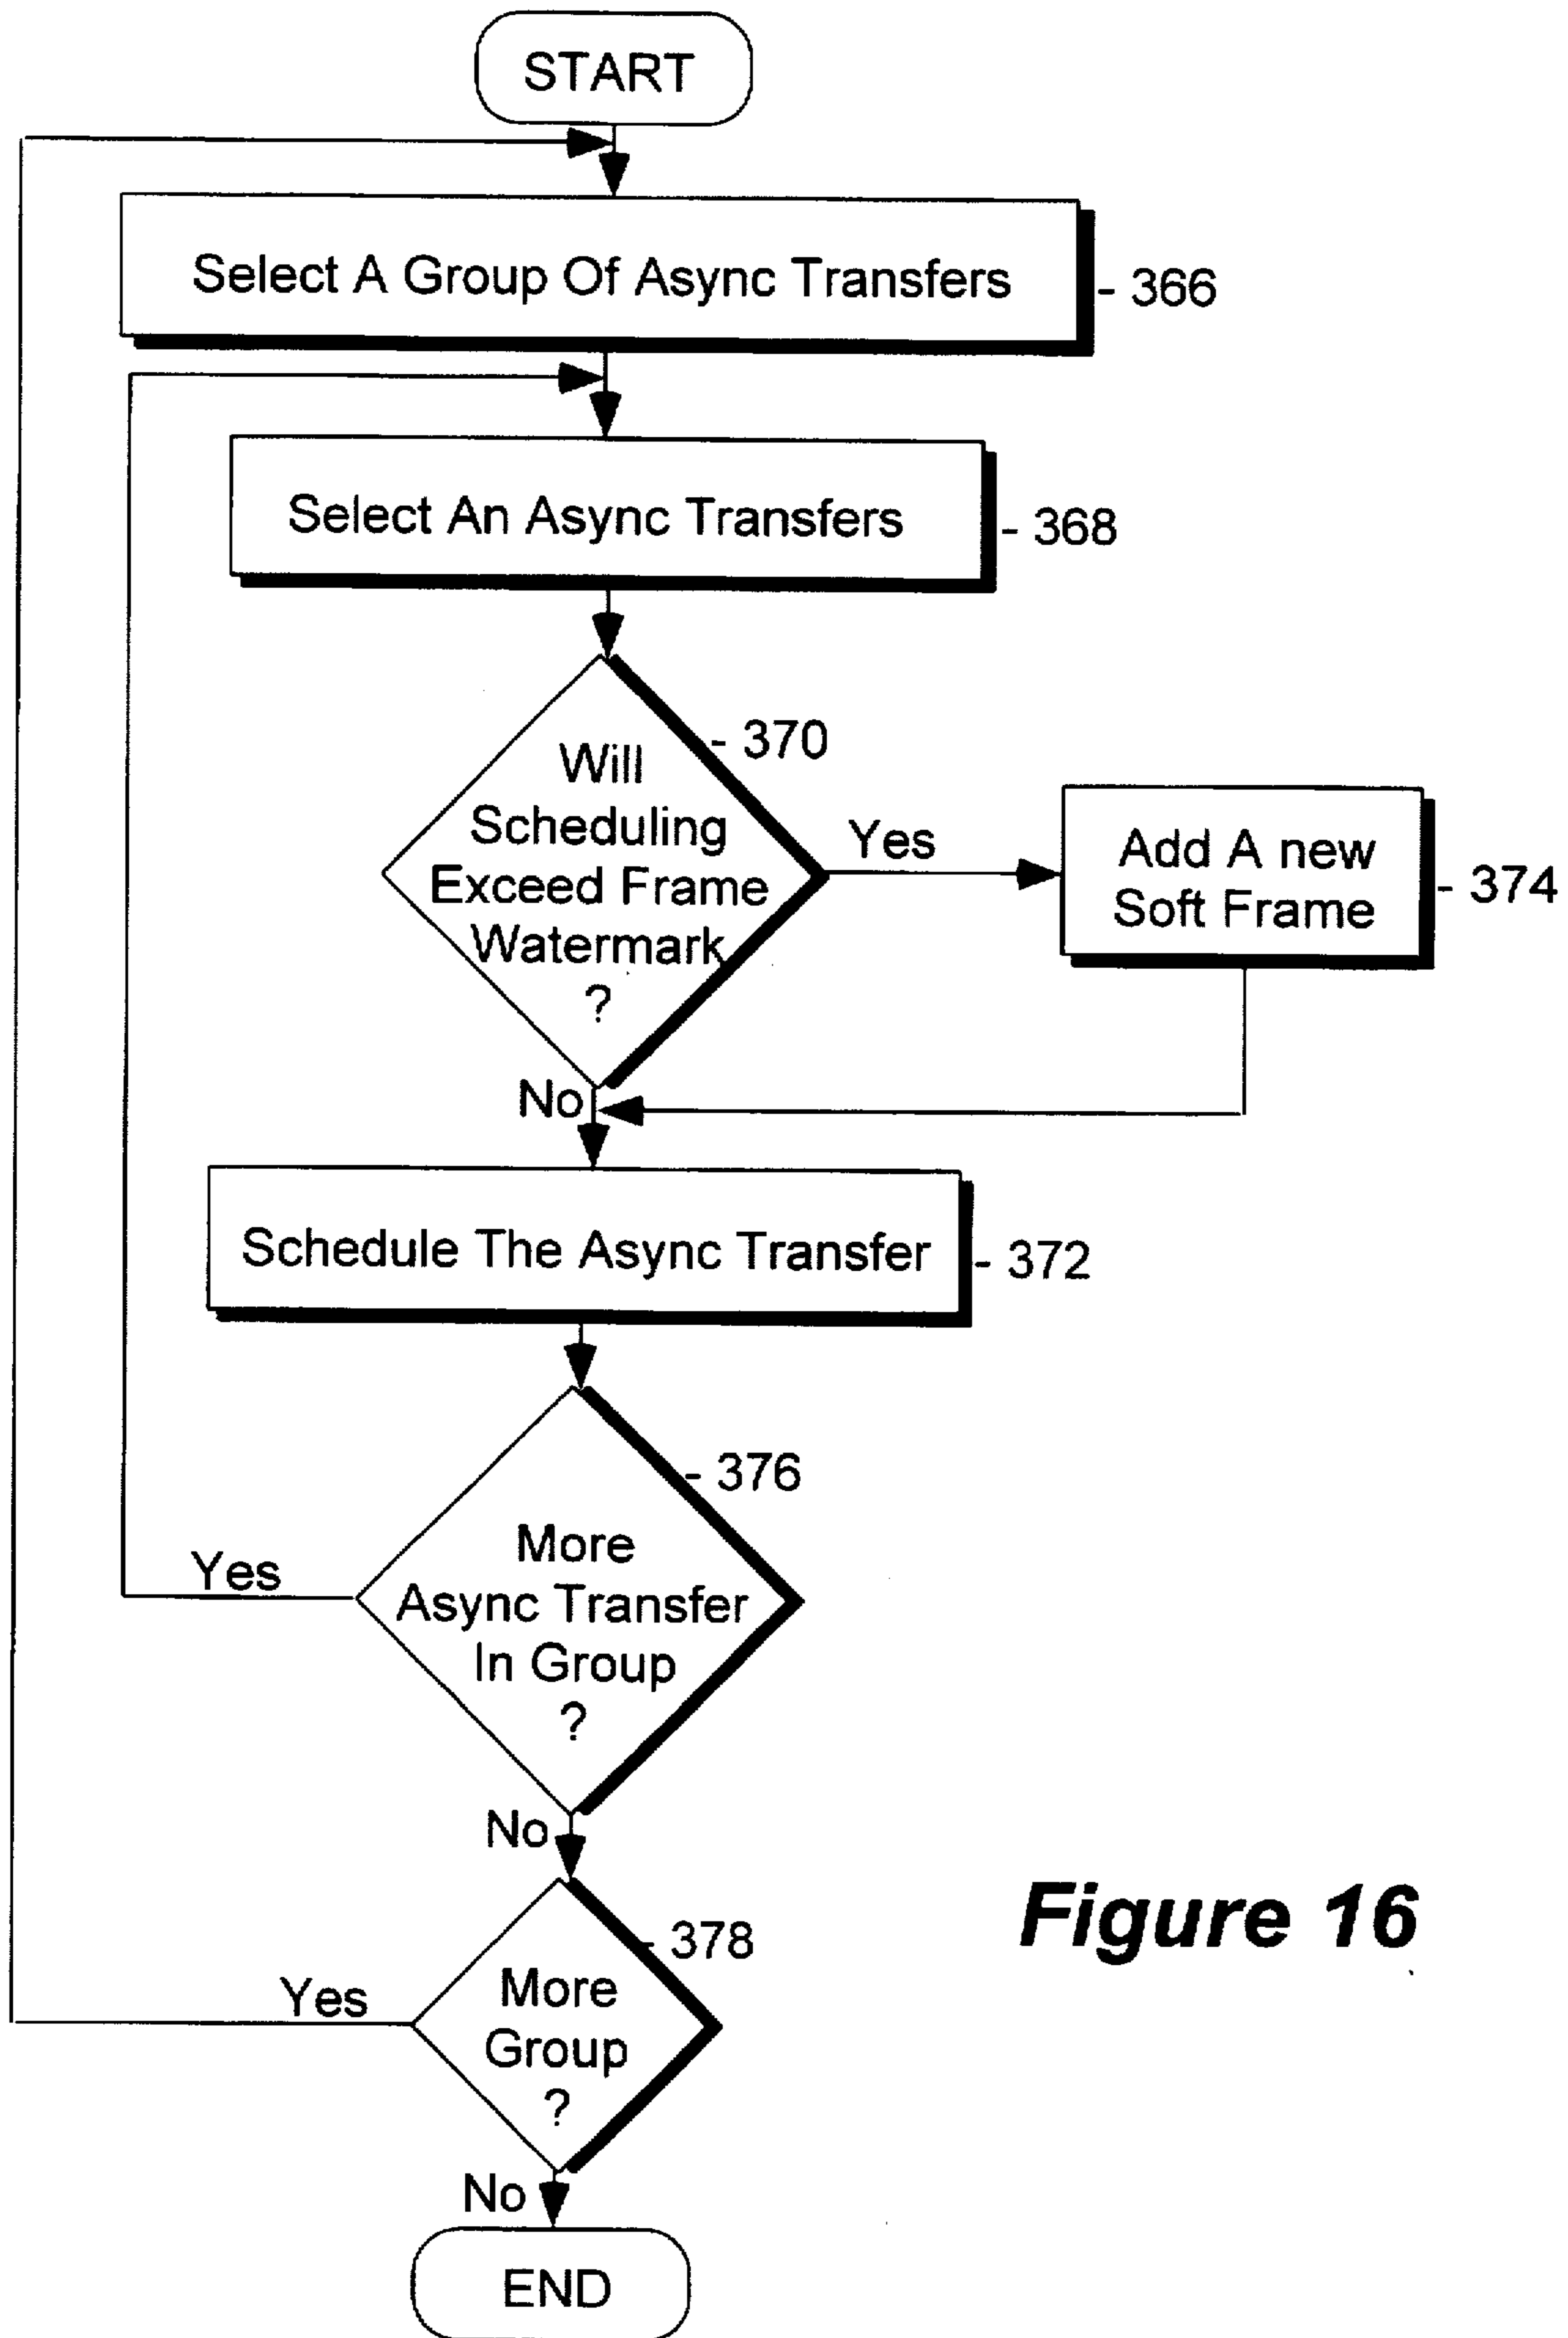 START
Select A Group Of Async Transfers
- 366
Select An Async Transfers
- 368
- 370
Will
Scheduling
Exceed Frame
Watermark
?
Yes
Add A new
Soft Frame
- 374
No
Schedule The Async Transfer
- 372
- 376
More
Async Transfer
In Group
?
Yes
No
- 378
More
Group
?
Yes
No
END
Figure 16